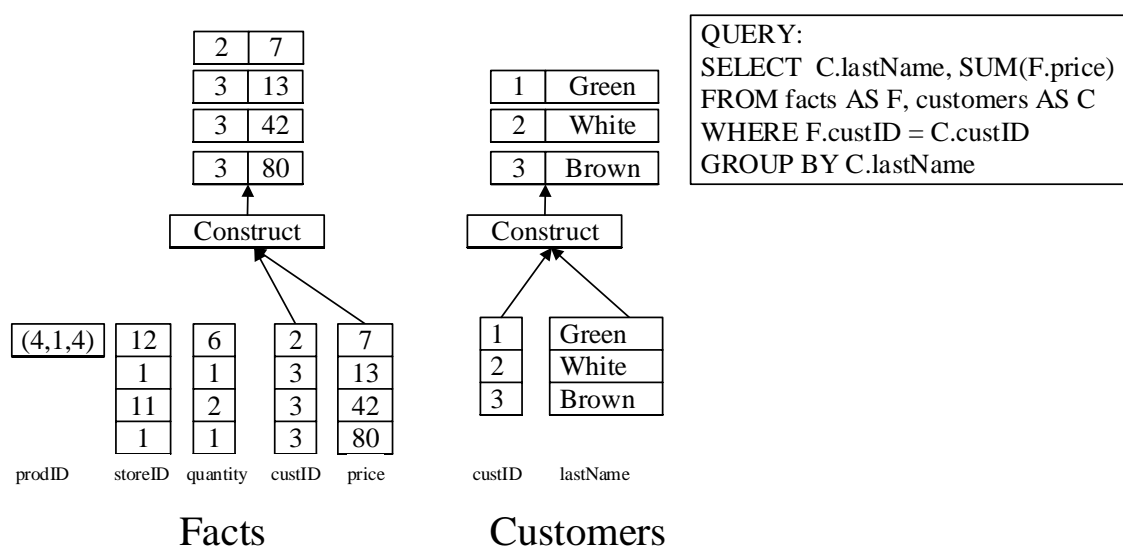 QUERY:
SELECT C.lastName, SUM(F.price)
FROM facts AS F, customers AS C
WHERE F.custID = C.custID
GROUP BY C.lastName
2 7
3 13
3 42
3 80
1 Green
2 White
3 Brown
Construct
Construct
(4,1,4) 12 6 2 7
1 1 3 13
11 2 3 42
1 1 3 80
prodID storeID quantity custID price
1 Green
2 White
3 Brown
custID lastName
Facts
Customers